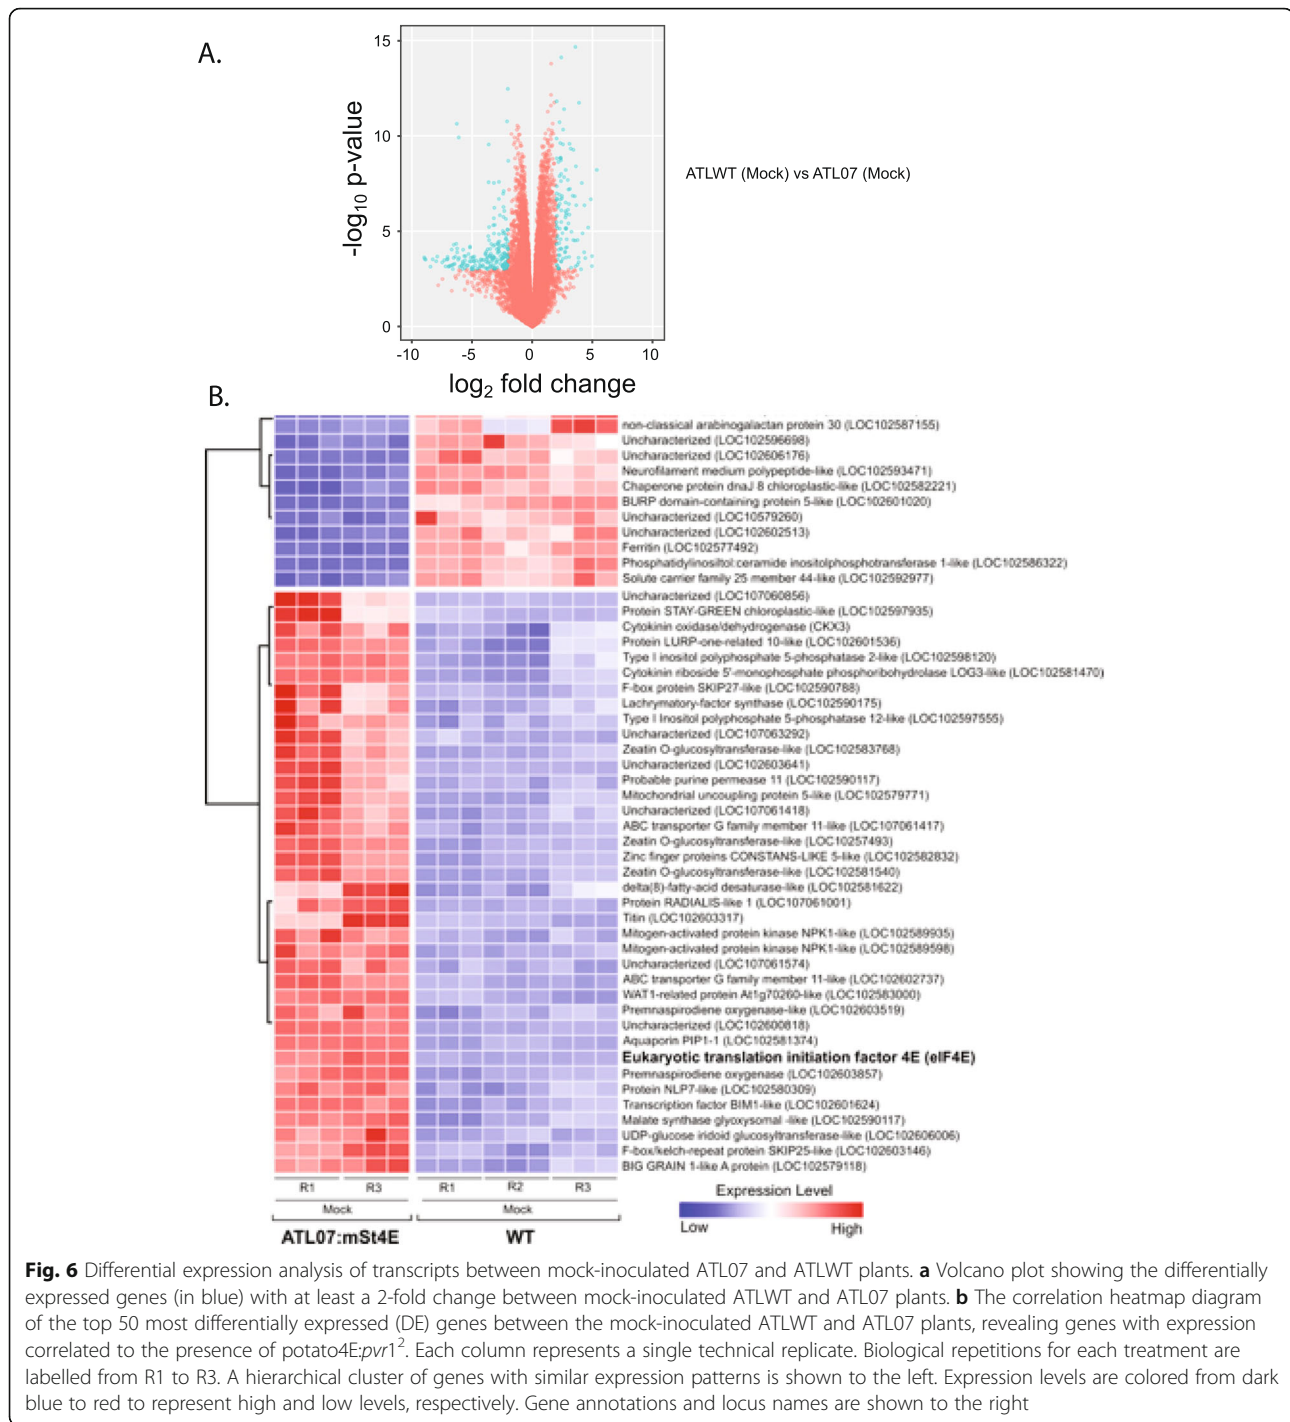 A.
15
10
5
0
-log10 p-value
-10 -5 0 5 10
log2 fold change
ATLWT (Mock) vs ATL07 (Mock)
B.
non-classical arabinogalactan protein 30 (LOC102587155)
Uncharacterized (LOC102596698)
Uncharacterized (LOC102606176)
Neurofilament medium polypeptide-like (LOC102593471)
Chaperone protein dnaJ 8 chloroplastic-like (LOC102582221)
BURP domain-containing protein 5-like (LOC102601020)
Uncharacterized (LOC10579260)
Uncharacterized (LOC102602513)
Ferritin (LOC102577492)
Phosphatidylinosiltol:ceramide inositolphosphotransferase 1-like (LOC102586322)
Solute carrier family 25 member 44-like (LOC102592977)
Uncharacterized (LOC107060856)
Protein STAY-GREEN chloroplastic-like (LOC102597935)
Cytokinin oxidase/dehydrogenase (CKX3)
Protein LURP-one-related 10-like (LOC102601536)
Type I inositol polyphosphate 5-phosphatase 2-like (LOC102598120)
Cytokinin riboside 5'-monophosphate phosphoribohydrolase LOG3-like (LOC102581470)
F-box protein SKIP27-like (LOC102590788)
Lachrymatory-factor synthase (LOC102590175)
Type I Inositol polyphosphate 5-phosphatase 12-like (LOC102597555)
Uncharacterized (LOC107063292)
Zeatin O-glucosyltransferase-like (LOC102583768)
Uncharacterized (LOC102603641)
Probable purine permease 11 (LOC102590117)
Mitochondrial uncoupling protein 5-like (LOC102579771)
Uncharacterized (LOC107061418)
ABC transporter G family member 11-like (LOC107061417)
Zeatin O-glucosyltransferase-like (LOC10257493)
Zinc finger proteins CONSTANS-LIKE 5-like (LOC102582832)
Zeatin O-glucosyltransferase-like (LOC102581540)
delta(8)-fatty-acid desaturase-like (LOC102581622)
Protein RADIALIS-like 1 (LOC107061001)
Titin (LOC102603317)
Mitogen-activated protein kinase NPK1-like (LOC102589935)
Mitogen-activated protein kinase NPK1-like (LOC102589598)
Uncharacterized (LOC107061574)
ABC transporter G family member 11-like (LOC102602737)
WAT1-related protein At1g70260-like (LOC102583000)
Premnaspirodiene oxygenase-like (LOC102603519)
Uncharacterized (LOC102600818)
Aquaporin PIP1-1 (LOC102581374)
Eukaryotic translation initiation factor 4E (eIF4E)
Premnaspirodiene oxygenase (LOC102603857)
Protein NLP7-like (LOC102580309)
Transcription factor BIM1-like (LOC102601624)
Malate synthase glyoxysomal -like (LOC102590117)
UDP-glucose iridoid glucosyltransferase-like (LOC102606006)
F-box/kelch-repeat protein SKIP25-like (LOC102603146)
BIG GRAIN 1-like A protein (LOC102579118)
R1 R3 R1 R2 R3
Mock Mock
ATL07:mSt4E WT
Expression Level
Low High
Fig. 6 Differential expression analysis of transcripts between mock-inoculated ATL07 and ATLWT plants. a Volcano plot showing the differentially
expressed genes (in blue) with at least a 2-fold change between mock-inoculated ATLWT and ATL07 plants. b The correlation heatmap diagram
of the top 50 most differentially expressed (DE) genes between the mock-inoculated ATLWT and ATL07 plants, revealing genes with expression
correlated to the presence of potato4E:pvr1². Each column represents a single technical replicate. Biological repetitions for each treatment are
labelled from R1 to R3. A hierarchical cluster of genes with similar expression patterns is shown to the left. Expression levels are colored from dark
blue to red to represent high and low levels, respectively. Gene annotations and locus names are shown to the right